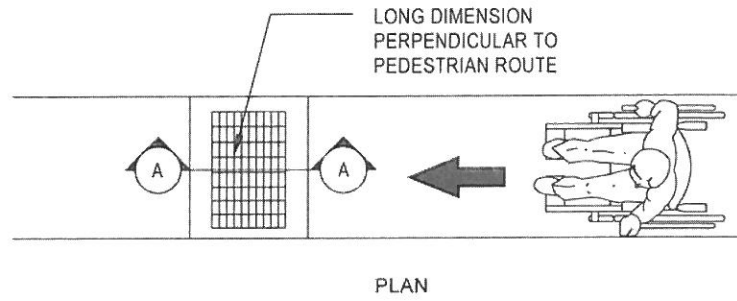 LONG DIMENSION
PERPENDICULAR TO
PEDESTRIAN ROUTE
A
A
PLAN